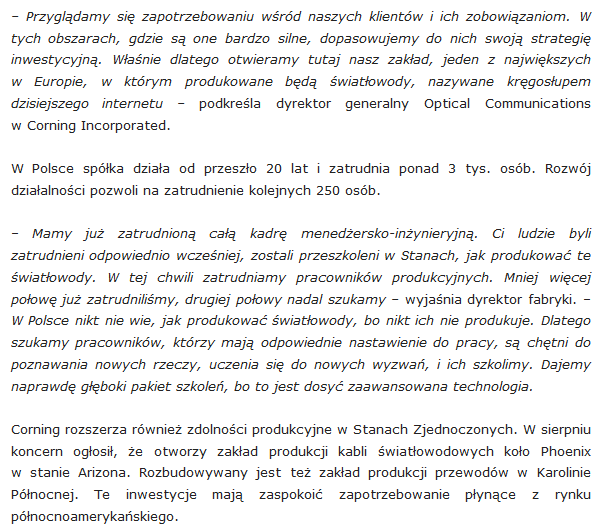 – Przyglądamy się zapotrzebowaniu wśród naszych klientów i ich zobowiązaniom. W
tych obszarach, gdzie są one bardzo silne, dopasowujemy do nich swoją strategię
inwestycyjną. Właśnie dlatego otwieramy tutaj nasz zakład, jeden z największych
w Europie, w którym produkowane będą światłowody, nazywane kręgosłupem
dzisiejszego internetu – podkreśla dyrektor generalny Optical Communications
w Corning Incorporated.

W Polsce spółka działa od przeszło 20 lat i zatrudnia ponad 3 tys. osób. Rozwój
działalności pozwoli na zatrudnienie kolejnych 250 osób.

– Mamy już zatrudnioną całą kadrę menedżersko-inżynieryjną. Ci ludzie byli
zatrudnieni odpowiednio wcześniej, zostali przeszkoleni w Stanach, jak produkować te
światłowody. W tej chwili zatrudniamy pracowników produkcyjnych. Mniej więcej
połowę już zatrudniliśmy, drugiej połowy nadal szukamy – wyjaśnia dyrektor fabryki. –
W Polsce nikt nie wie, jak produkować światłowody, bo nikt ich nie produkuje. Dlatego
szukamy pracowników, którzy mają odpowiednie nastawienie do pracy, są chętni do
poznawania nowych rzeczy, uczenia się do nowych wyzwań, i ich szkolimy. Dajemy
naprawdę głęboki pakiet szkoleń, bo to jest dosyć zaawansowana technologia.

Corning rozszerza również zdolności produkcyjne w Stanach Zjednoczonych. W sierpniu
koncern ogłosił, że otworzy zakład produkcji kabli światłowodowych koło Phoenix
w stanie Arizona. Rozbudowywany jest też zakład produkcji przewodów w Karolinie
Północnej. Te inwestycje mają zaspokoić zapotrzebowanie płynące z rynku
północnoamerykańskiego.